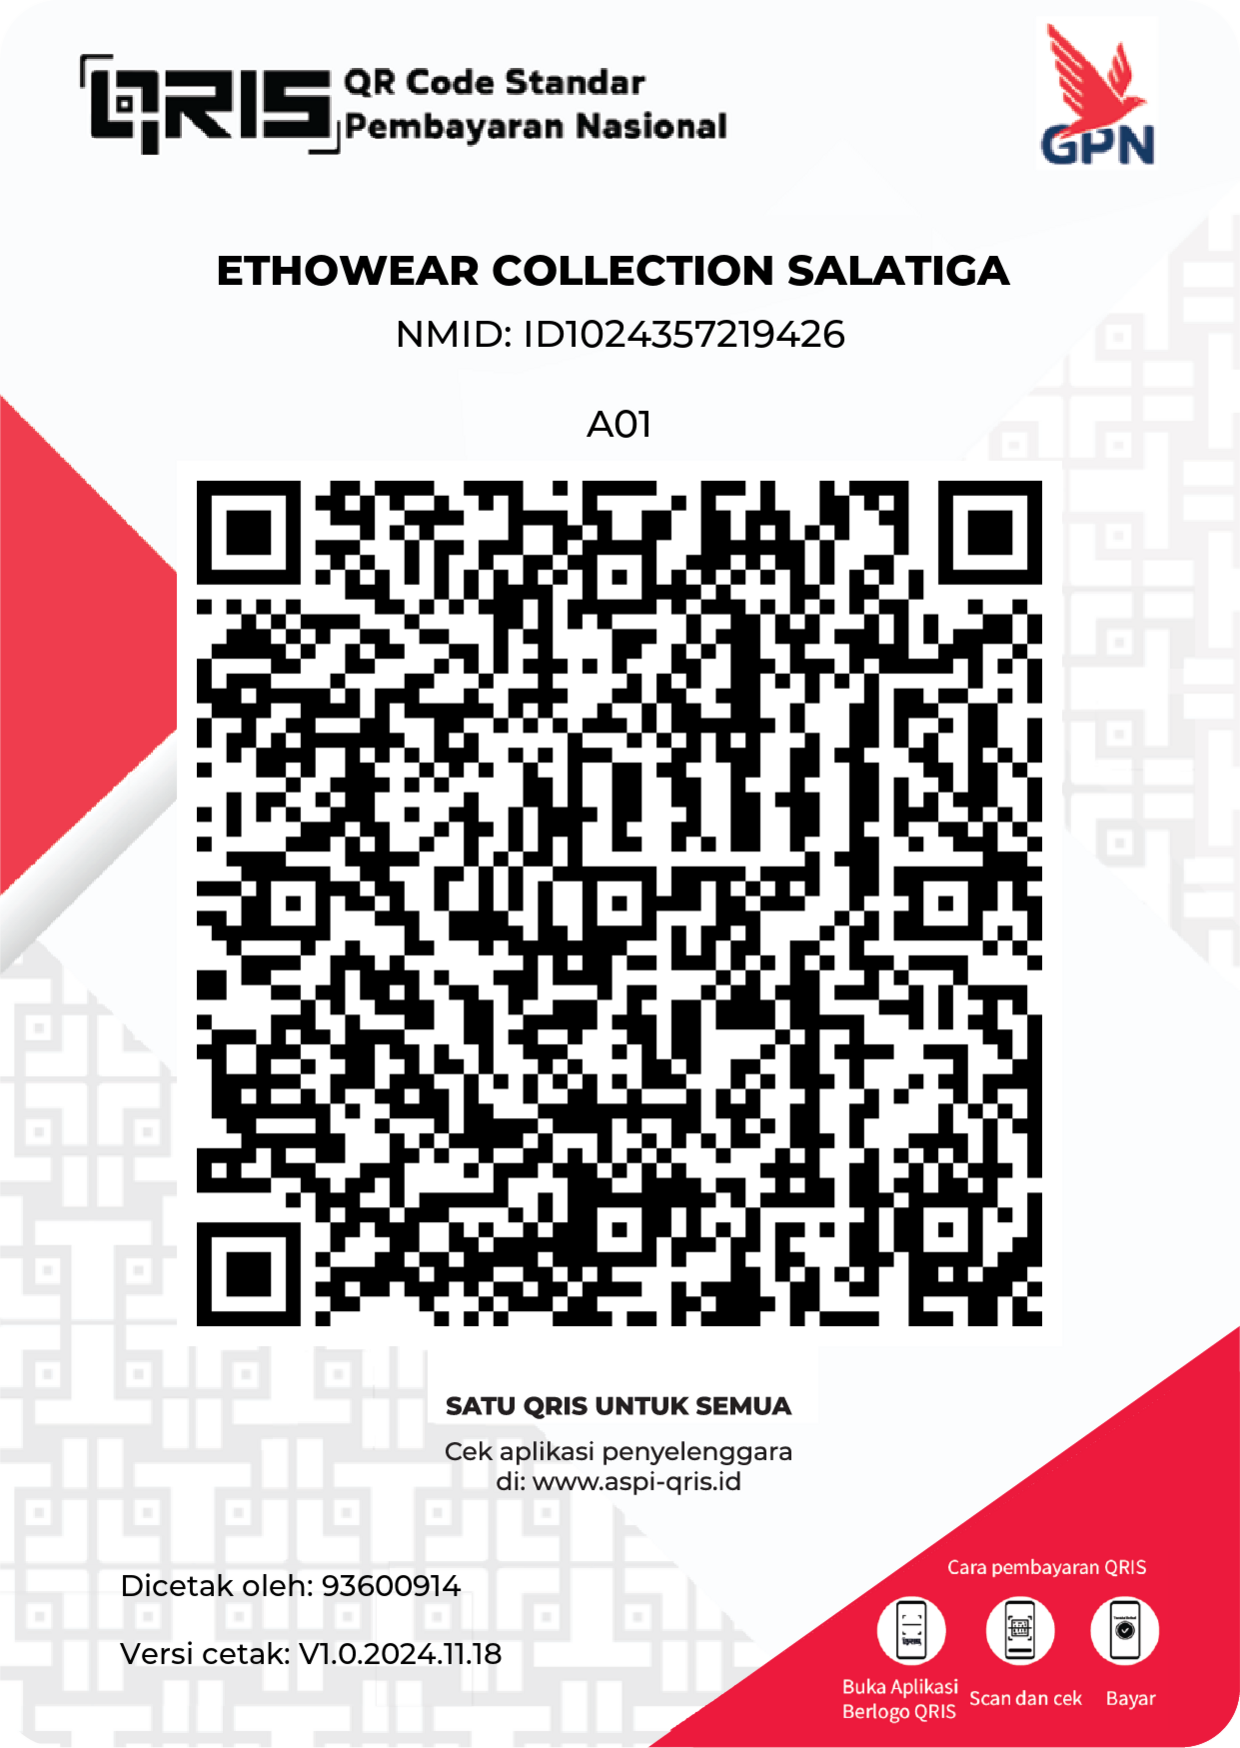 QRIS QR Code Standar
Pembayaran Nasional
GPN
ETHOWEAR COLLECTION SALATIGA
NMID: ID1024357219426
A01
SATU QRIS UNTUK SEMUA
Cek aplikasi penyelenggara
di: www.aspi-qris.id
Dicetak oleh: 93600914
Versi cetak: V1.0.2024.11.18
Cara pembayaran QRIS
Buka Aplikasi
Berlogo QRIS
Scan dan cek
Bayar